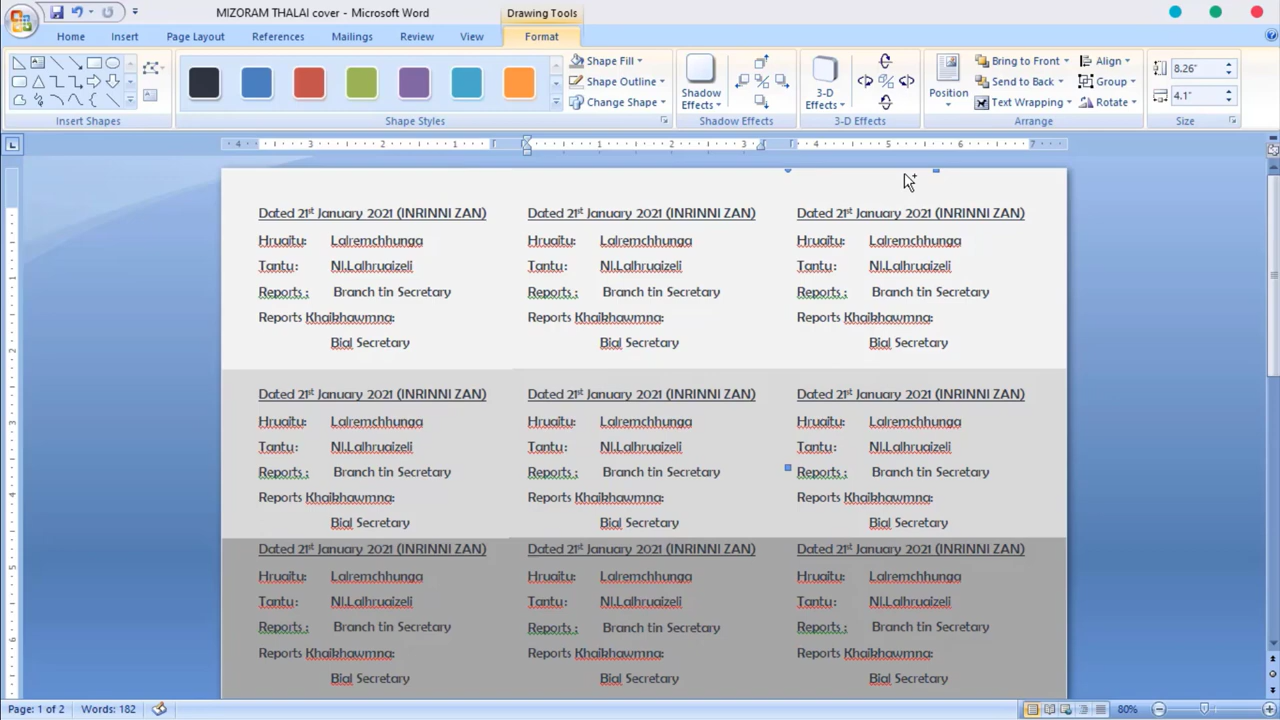 MIZORAM THALAI cover - Microsoft Word
Drawing Tools
Home Insert Page Layout References Mailings Review View Format
Shape Fill
Shape Outline
Change Shape
Shadow Effects
3-D Effects
Position
Bring to Front
Send to Back
Text Wrapping
Align
Group
Rotate
8.26"
4.1"
Insert Shapes Shape Styles Shadow Effects 3-D Effects Arrange Size
4 3 2 1 1 2 3 4 5 6 7
Dated 21st January 2021 (INRINNI ZAN) Dated 21st January 2021 (INRINNI ZAN) Dated 21st January 2021 (INRINNI ZAN)
Hruaitu: Lalremchhunga Hruaitu: Lalremchhunga Hruaitu: Lalremchhunga
Tantu: Nl.Lalhruaizeli Tantu: Nl.Lalhruaizeli Tantu: Nl.Lalhruaizeli
Reports ; Branch tin Secretary Reports ; Branch tin Secretary Reports ; Branch tin Secretary
Reports Khaikhawmna: Reports Khaikhawmna: Reports Khaikhawmna:
Bial Secretary Bial Secretary Bial Secretary
Dated 21st January 2021 (INRINNI ZAN) Dated 21st January 2021 (INRINNI ZAN) Dated 21st January 2021 (INRINNI ZAN)
Hruaitu: Lalremchhunga Hruaitu: Lalremchhunga Hruaitu: Lalremchhunga
Tantu: Nl.Lalhruaizeli Tantu: Nl.Lalhruaizeli Tantu: Nl.Lalhruaizeli
Reports ; Branch tin Secretary Reports ; Branch tin Secretary Reports ; Branch tin Secretary
Reports Khaikhawmna: Reports Khaikhawmna: Reports Khaikhawmna:
Bial Secretary Bial Secretary Bial Secretary
Dated 21st January 2021 (INRINNI ZAN) Dated 21st January 2021 (INRINNI ZAN) Dated 21st January 2021 (INRINNI ZAN)
Hruaitu: Lalremchhunga Hruaitu: Lalremchhunga Hruaitu: Lalremchhunga
Tantu: Nl.Lalhruaizeli Tantu: Nl.Lalhruaizeli Tantu: Nl.Lalhruaizeli
Reports ; Branch tin Secretary Reports ; Branch tin Secretary Reports ; Branch tin Secretary
Reports Khaikhawmna: Reports Khaikhawmna: Reports Khaikhawmna:
Bial Secretary Bial Secretary Bial Secretary
Page: 1 of 2 Words: 182 80%